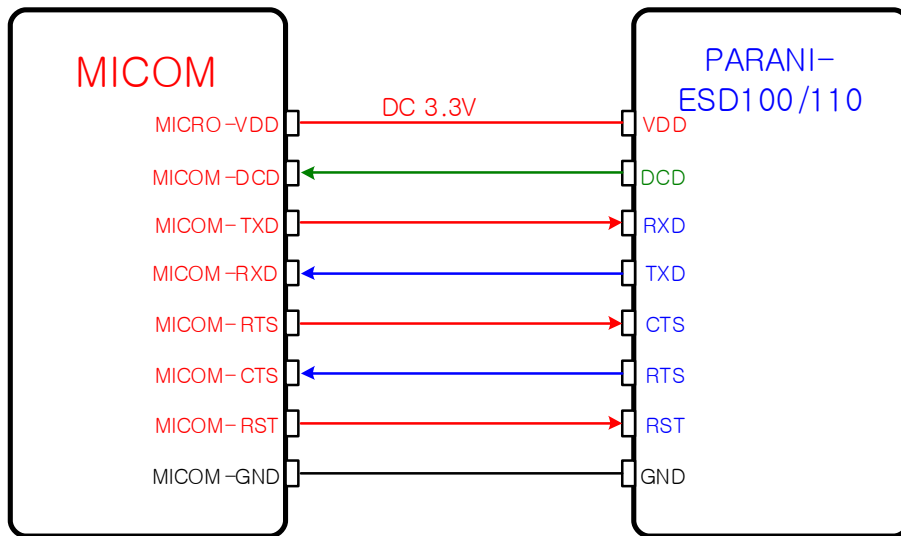 MICOM
PARANI-
ESD100/110
DC 3.3V
MICRO-VDD
VDD
MICOM-DCD
DCD
MICOM-TXD
RXD
MICOM-RXD
TXD
MICOM-RTS
CTS
MICOM-CTS
RTS
MICOM-RST
RST
MICOM-GND
GND